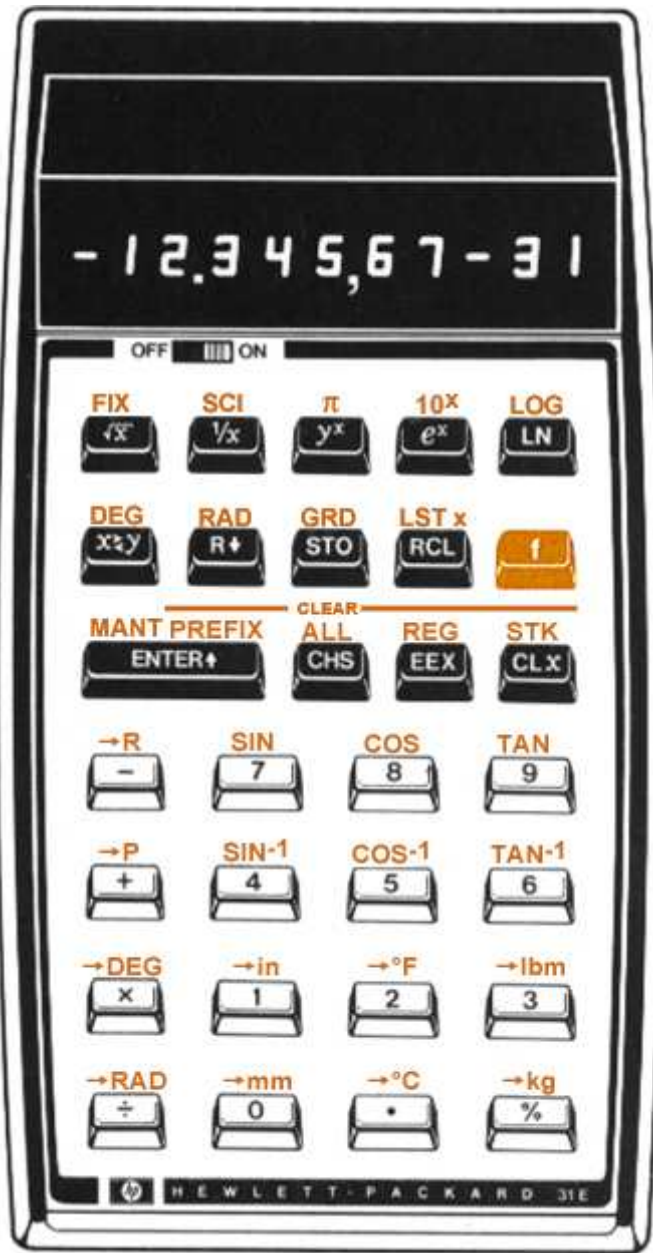 -12.345,67-31
OFF ON
FIX SCI π 10ˣ LOG
√x 1/x yˣ eˣ LN
DEG RAD GRD LST x
x≷y R↓ STO RCL f
CLEAR
MANT PREFIX ALL REG STK
ENTER↑ CHS EEX CLx
→R SIN COS TAN
− 7 8 9
→P SIN-1 COS-1 TAN-1
+ 4 5 6
→DEG →in →°F →lbm
× 1 2 3
→RAD →mm →°C →kg
÷ 0 • %
hp HEWLETT-PACKARD 31E